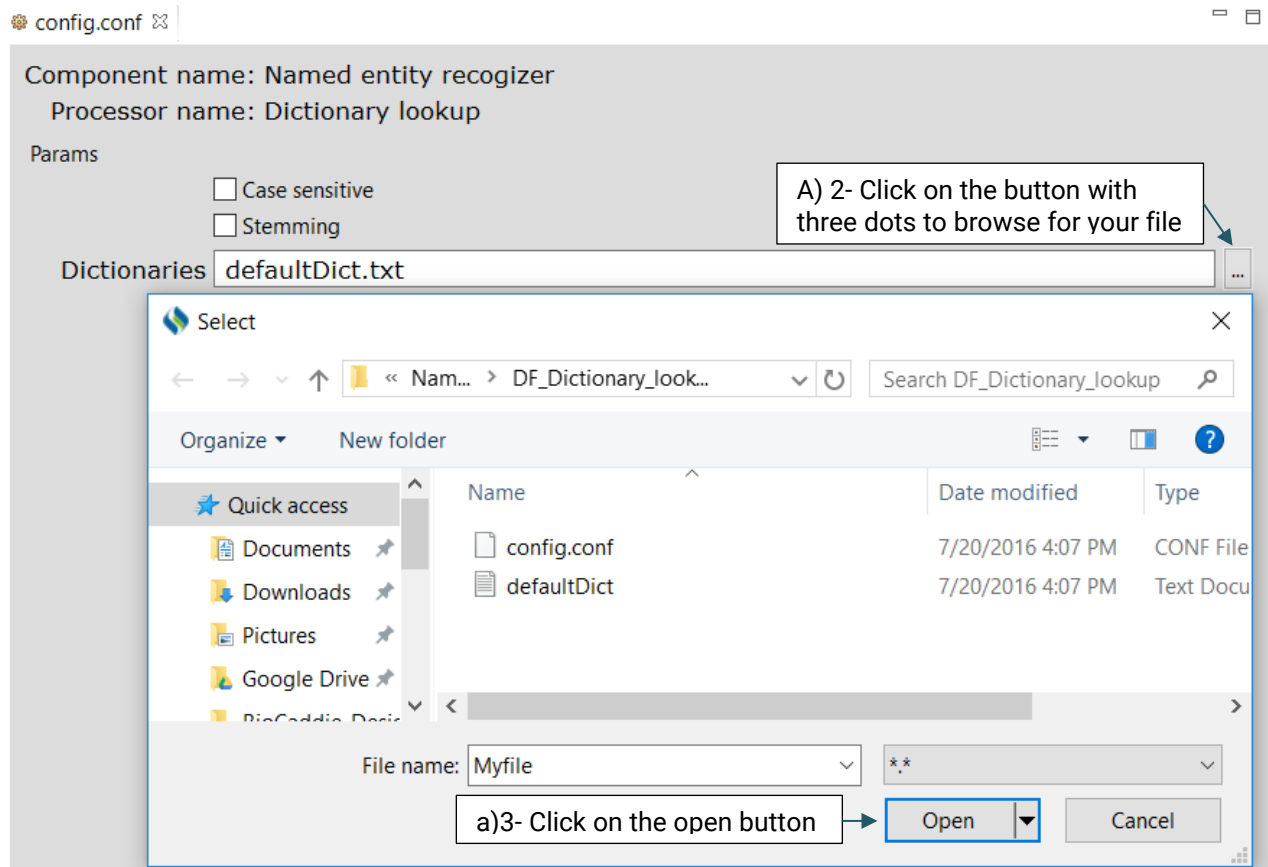 config.conf
Component name: Named entity recogizer
Processor name: Dictionary lookup
Params
Case sensitive
A) 2- Click on the button with
three dots to browse for your file
Stemming
Dictionaries defaultDict.txt ...
Select
« Nam... > DF_Dictionary_look... Search DF_Dictionary_lookup
Organize New folder ?
Quick access Name Date modified Type
Documents config.conf 7/20/2016 4:07 PM CONF File
Downloads defaultDict 7/20/2016 4:07 PM Text Docu
Pictures
Google Drive
File name: Myfile *.*
a)3- Click on the open button Open Cancel